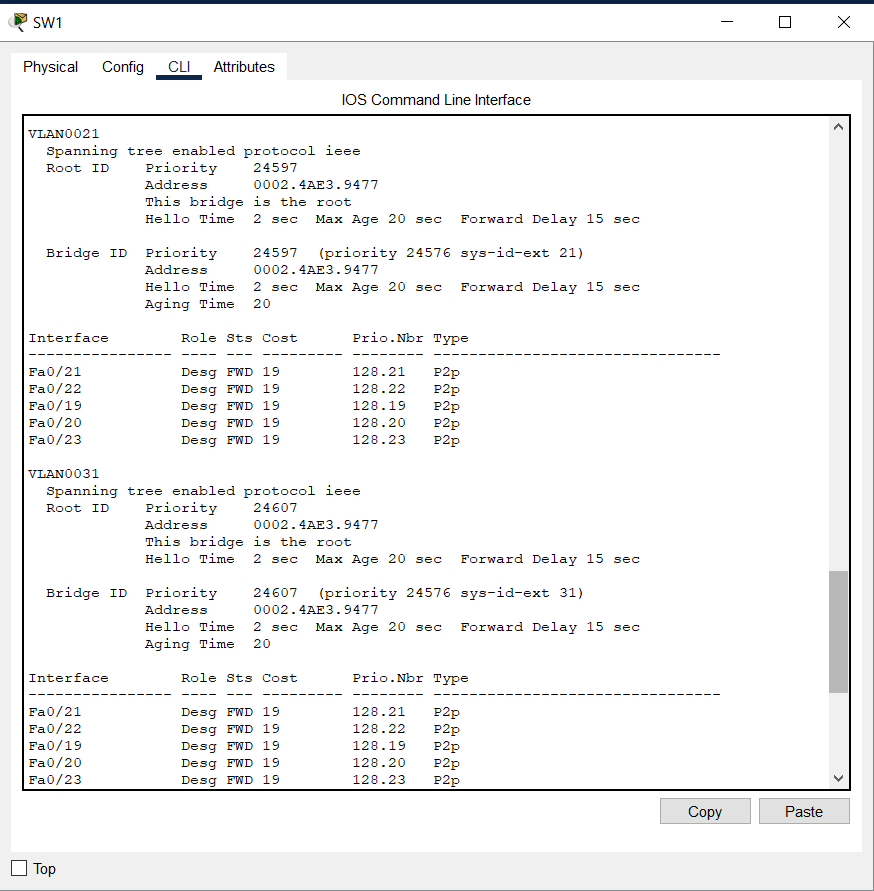 SW1
Physical Config CLI Attributes
IOS Command Line Interface
VLAN0021
  Spanning tree enabled protocol ieee
  Root ID    Priority    24597
             Address     0002.4AE3.9477
             This bridge is the root
             Hello Time  2 sec  Max Age 20 sec  Forward Delay 15 sec

  Bridge ID  Priority    24597  (priority 24576 sys-id-ext 21)
             Address     0002.4AE3.9477
             Hello Time  2 sec  Max Age 20 sec  Forward Delay 15 sec
             Aging Time  20

Interface        Role Sts Cost      Prio.Nbr Type
---------------- ---- --- --------- -------- --------------------------------
Fa0/21           Desg FWD 19        128.21   P2p
Fa0/22           Desg FWD 19        128.22   P2p
Fa0/19           Desg FWD 19        128.19   P2p
Fa0/20           Desg FWD 19        128.20   P2p
Fa0/23           Desg FWD 19        128.23   P2p

VLAN0031
  Spanning tree enabled protocol ieee
  Root ID    Priority    24607
             Address     0002.4AE3.9477
             This bridge is the root
             Hello Time  2 sec  Max Age 20 sec  Forward Delay 15 sec

  Bridge ID  Priority    24607  (priority 24576 sys-id-ext 31)
             Address     0002.4AE3.9477
             Hello Time  2 sec  Max Age 20 sec  Forward Delay 15 sec
             Aging Time  20

Interface        Role Sts Cost      Prio.Nbr Type
---------------- ---- --- --------- -------- --------------------------------
Fa0/21           Desg FWD 19        128.21   P2p
Fa0/22           Desg FWD 19        128.22   P2p
Fa0/19           Desg FWD 19        128.19   P2p
Fa0/20           Desg FWD 19        128.20   P2p
Fa0/23           Desg FWD 19        128.23   P2p
Copy Paste
Top